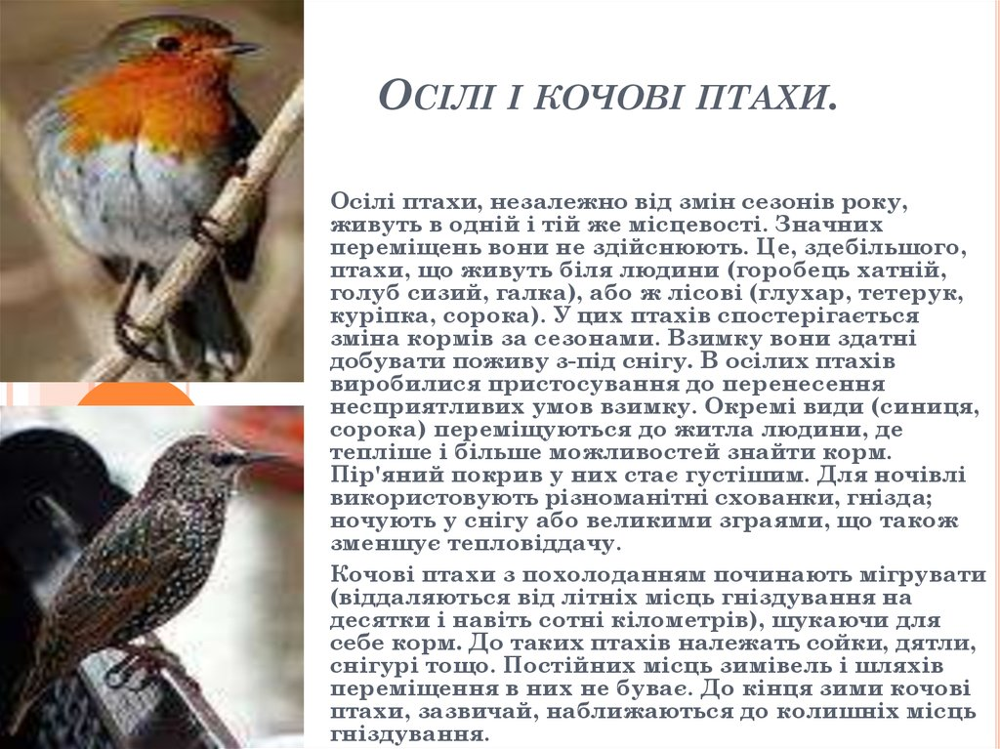 Осілі і кочові птахи.
Осілі птахи, незалежно від змін сезонів року,
живуть в одній і тій же місцевості. Значних
переміщень вони не здійснюють. Це, здебільшого,
птахи, що живуть біля людини (горобець хатній,
голуб сизий, галка), або ж лісові (глухар, тетерук,
куріпка, сорока). У цих птахів спостерігається
зміна кормів за сезонами. Взимку вони здатні
добувати поживу з-під снігу. В осілих птахів
виробилися пристосування до перенесення
несприятливих умов взимку. Окремі види (синиця,
сорока) переміщуються до житла людини, де
тепліше і більше можливостей знайти корм.
Пір'яний покрив у них стає густішим. Для ночівлі
використовують різноманітні схованки, гнізда;
ночують у снігу або великими зграями, що також
зменшує тепловіддачу.
Кочові птахи з похолоданням починають мігрувати
(віддаляються від літніх місць гніздування на
десятки і навіть сотні кілометрів), шукаючи для
себе корм. До таких птахів належать сойки, дятли,
снігурі тощо. Постійних місць зимівель і шляхів
переміщення в них не буває. До кінця зими кочові
птахи, зазвичай, наближаються до колишніх місць
гніздування.